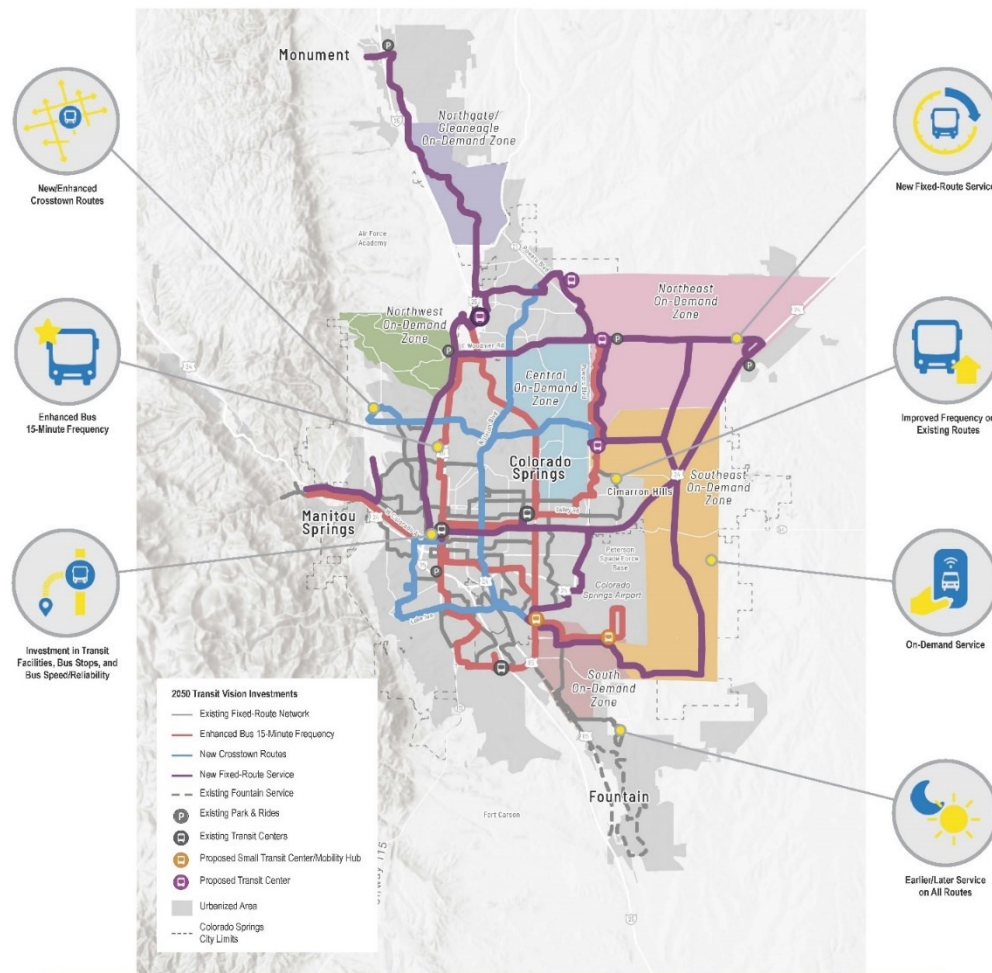 Monument
Northgate/
Gleaneagle
On-Demand Zone
Air Force
Academy
Northwest
On-Demand
Zone
Northeast
On-Demand
Zone
E Woodmen Rd
Central
On-Demand
Zone
Colorado
Springs
Cimarron Hills
Southeast
On-Demand
Zone
Manitou
Springs
Peterson
Space Force
Base
Colorado
Springs Airport
Lake Ave
South
On-Demand
Zone
Fountain
Fort Carson
New/Enhanced
Crosstown Routes
Enhanced Bus
15-Minute Frequency
Investment in Transit
Facilities, Bus Stops, and
Bus Speed/Reliability
New Fixed-Route Service
Improved Frequency on
Existing Routes
On-Demand Service
Earlier/Later Service
on All Routes
2050 Transit Vision Investments
Existing Fixed-Route Network
Enhanced Bus 15-Minute Frequency
New Crosstown Routes
New Fixed-Route Service
Existing Fountain Service
P Existing Park & Rides
Existing Transit Centers
Proposed Small Transit Center/Mobility Hub
Proposed Transit Center
Urbanized Area
Colorado Springs
City Limits